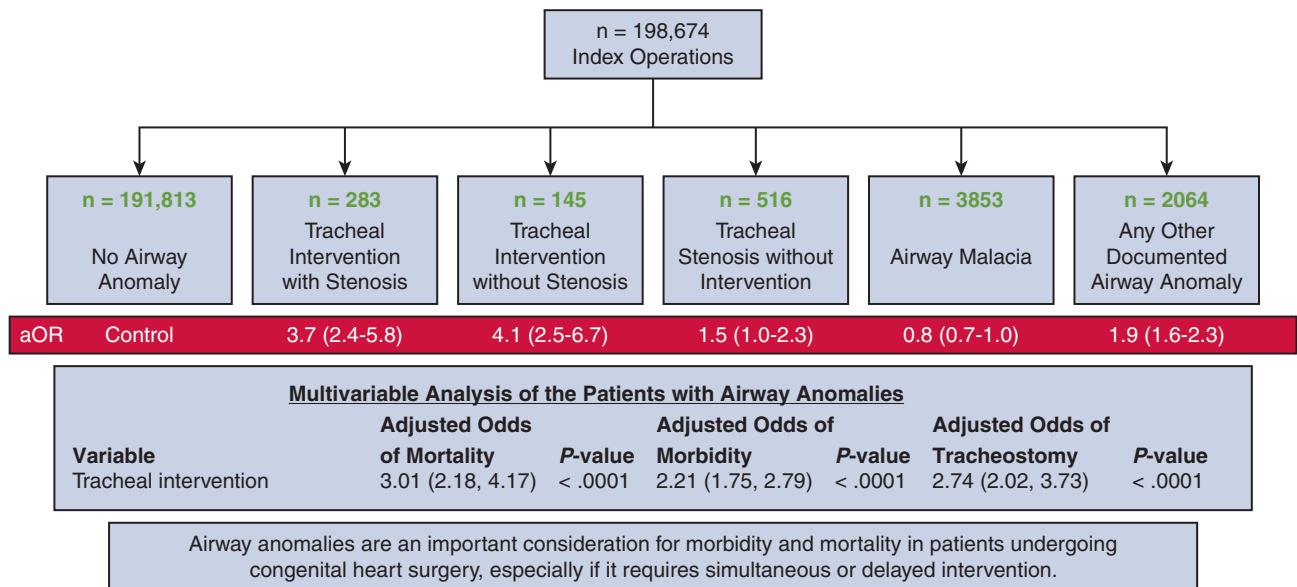 n = 198,674
Index Operations
n = 191,813
No Airway
Anomaly
n = 283
Tracheal
Intervention
with Stenosis
n = 145
Tracheal
Intervention
without Stenosis
n = 516
Tracheal
Stenosis without
Intervention
n = 3853
Airway Malacia
n = 2064
Any Other
Documented
Airway Anomaly
aOR Control 3.7 (2.4-5.8) 4.1 (2.5-6.7) 1.5 (1.0-2.3) 0.8 (0.7-1.0) 1.9 (1.6-2.3)
Multivariable Analysis of the Patients with Airway Anomalies
Adjusted Odds Adjusted Odds of Adjusted Odds of
Variable of Mortality P-value Morbidity P-value Tracheostomy P-value
Tracheal intervention 3.01 (2.18, 4.17) < .0001 2.21 (1.75, 2.79) < .0001 2.74 (2.02, 3.73) < .0001
Airway anomalies are an important consideration for morbidity and mortality in patients undergoing
congenital heart surgery, especially if it requires simultaneous or delayed intervention.